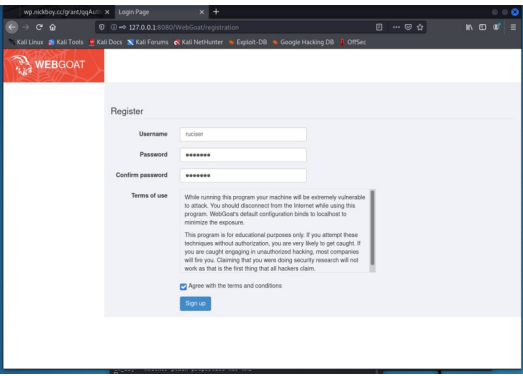 Login Page
127.0.0.1:8080/WebGoat/registration
Kali Linux Kali Tools Kali Docs Kali Forums Kali NetHunter Exploit-DB Google Hacking DB OffSec
WEBGOAT
Register
Username ruciser
Password
Confirm password
Terms of use
While running this program your machine will be extremely vulnerable
to attack. You should disconnect from the Internet while using this
program. WebGoat's default configuration binds to localhost to
minimize the exposure.
This program is for educational purposes only. If you attempt these
techniques without authorization, you are very likely to get caught. If
you are caught engaging in unauthorized hacking, most companies
will fire you. Claiming that you were doing security research will not
work as that is the first thing that all hackers claim.
Agree with the terms and conditions
Sign up